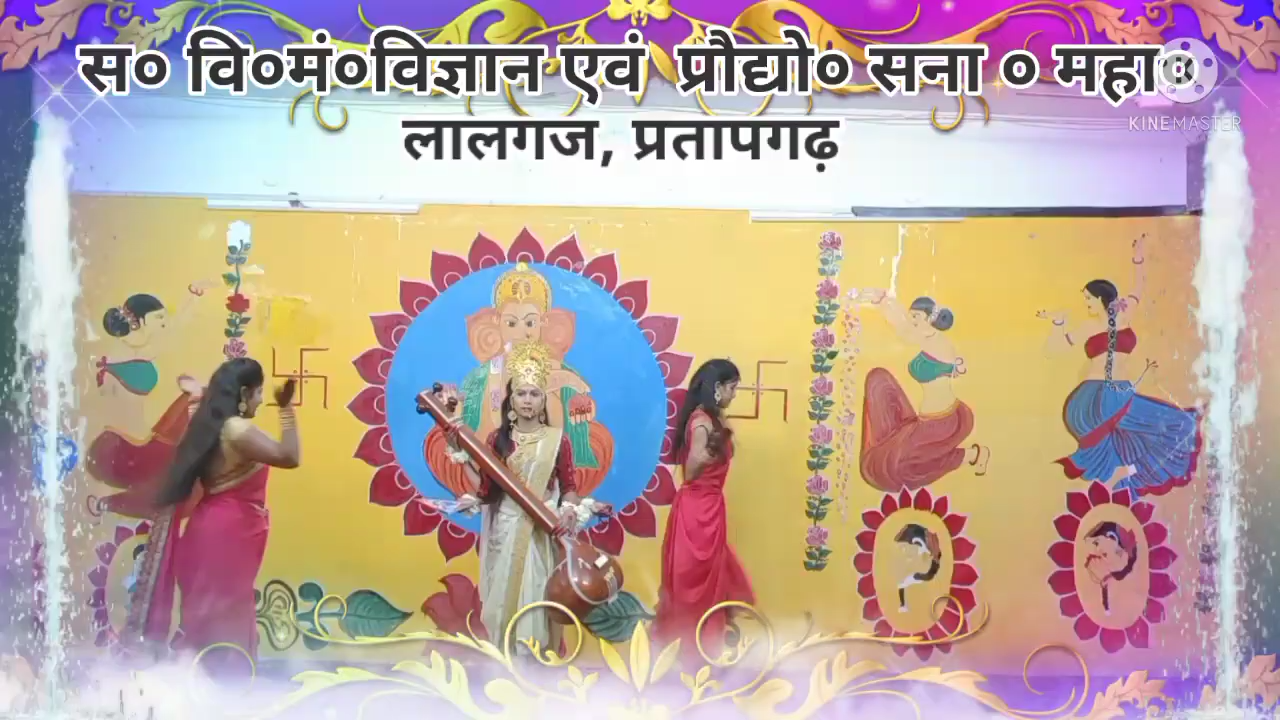 स० वि०मं०विज्ञान एवं प्रौद्यो० सना ० महा०
लालगज, प्रतापगढ़
KINEMASTER